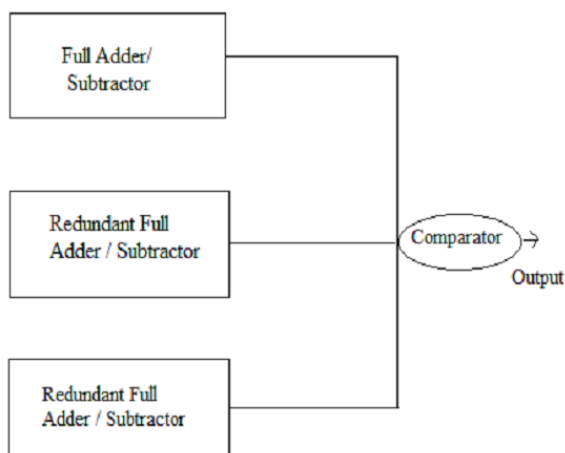 Full Adder/
Subtractor
Redundant Full
Adder / Subtractor
Comparator
Output
Redundant Full
Adder / Subtractor